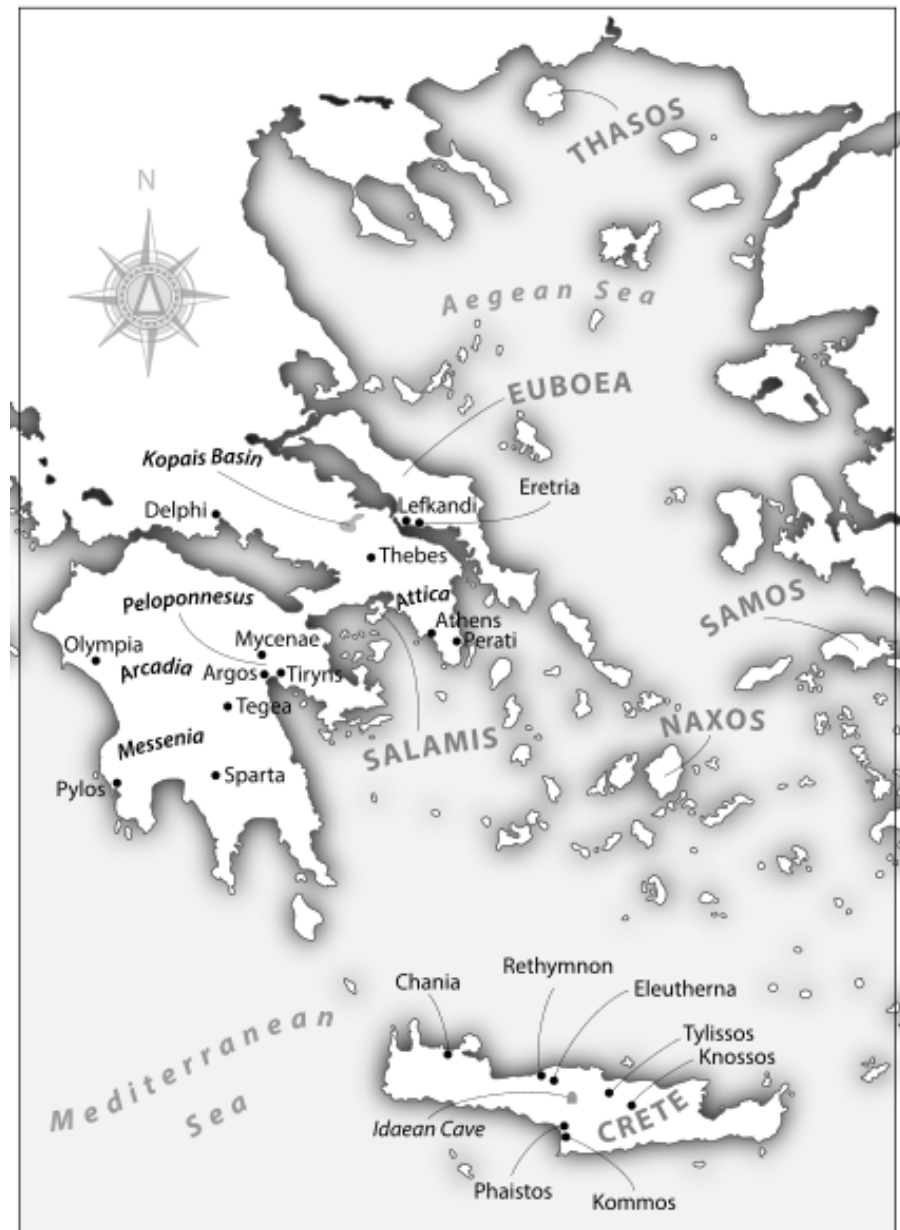 N
THASOS
Aegean Sea
EUBOEA
Kopais Basin
Eretria
Lefkandi
Delphi
Thebes
Attica
Peloponnesus
SAMOS
Athens
Mycenae
Perati
Olympia
Arcadia
Argos
Tiryns
Tegea
NAXOS
Messenia
SALAMIS
Sparta
Pylos
Rethymnon
Chania
Eleutherna
Mediterranean
Sea
Tylissos
Knossos
CRETE
Idaean Cave
Phaistos
Kommos